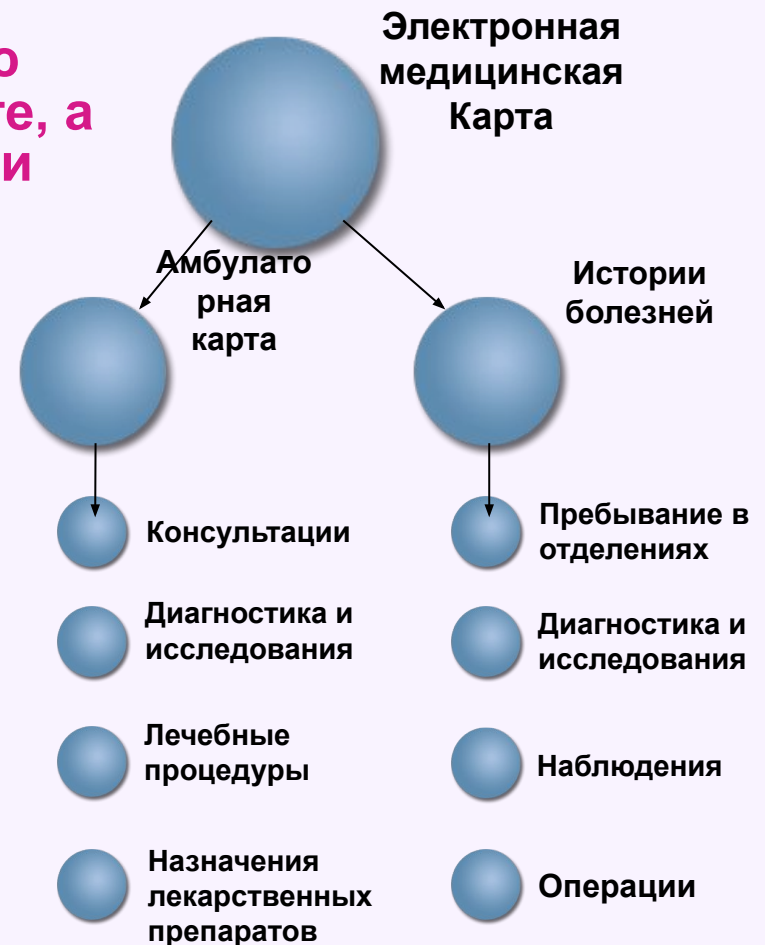 о
те, а
и
Электронная
медицинская
Карта
Амбулато
рная
карта
Истории
болезней
Консультации
Диагностика и
исследования
Лечебные
процедуры
Назначения
лекарственных
препаратов
Пребывание в
отделениях
Диагностика и
исследования
Наблюдения
Операции